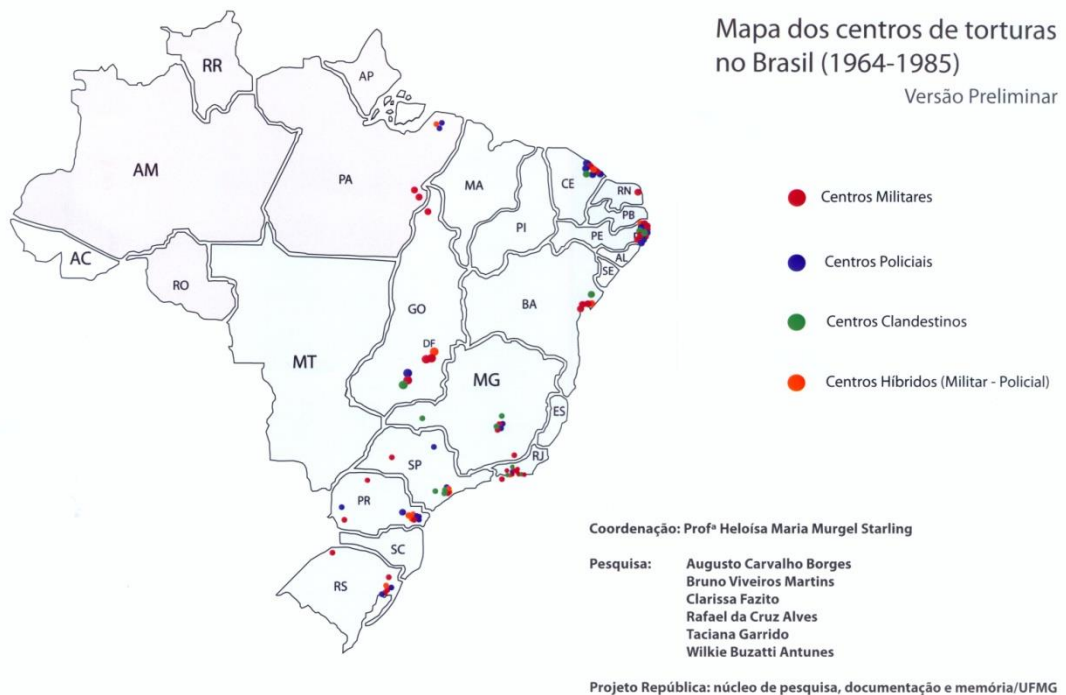 Mapa dos centros de torturas
no Brasil (1964-1985)
Versão Preliminar
RR
AP
AM
PA
MA
CE
RN
PB
PE
PI
AL
SE
AC
RO
BA
GO
DF
MT
MG
ES
RJ
SP
PR
SC
RS
Centros Militares
Centros Policiais
Centros Clandestinos
Centros Híbridos (Militar - Policial)
Coordenação: Profª Heloísa Maria Murgel Starling
Pesquisa: Augusto Carvalho Borges
Bruno Viveiros Martins
Clarissa Fazito
Rafael da Cruz Alves
Taciana Garrido
Wilkie Buzatti Antunes
Projeto República: núcleo de pesquisa, documentação e memória/UFMG